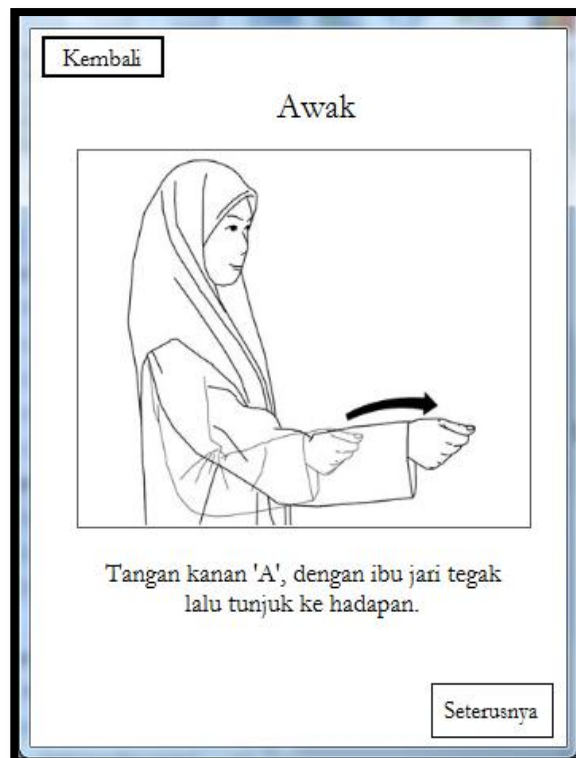 Kembali
Awak
Tangan kanan 'A', dengan ibu jari tegak
lalu tunjuk ke hadapan.
Seterusnya